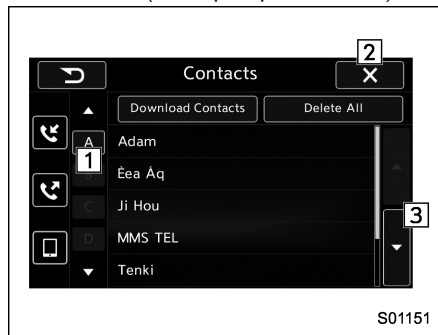 2
Contacts
Download Contacts
Delete All
A
Adam
1
Èea Áq
C
Ji Hou
3
D
MMS TEL
Tenki
S01151